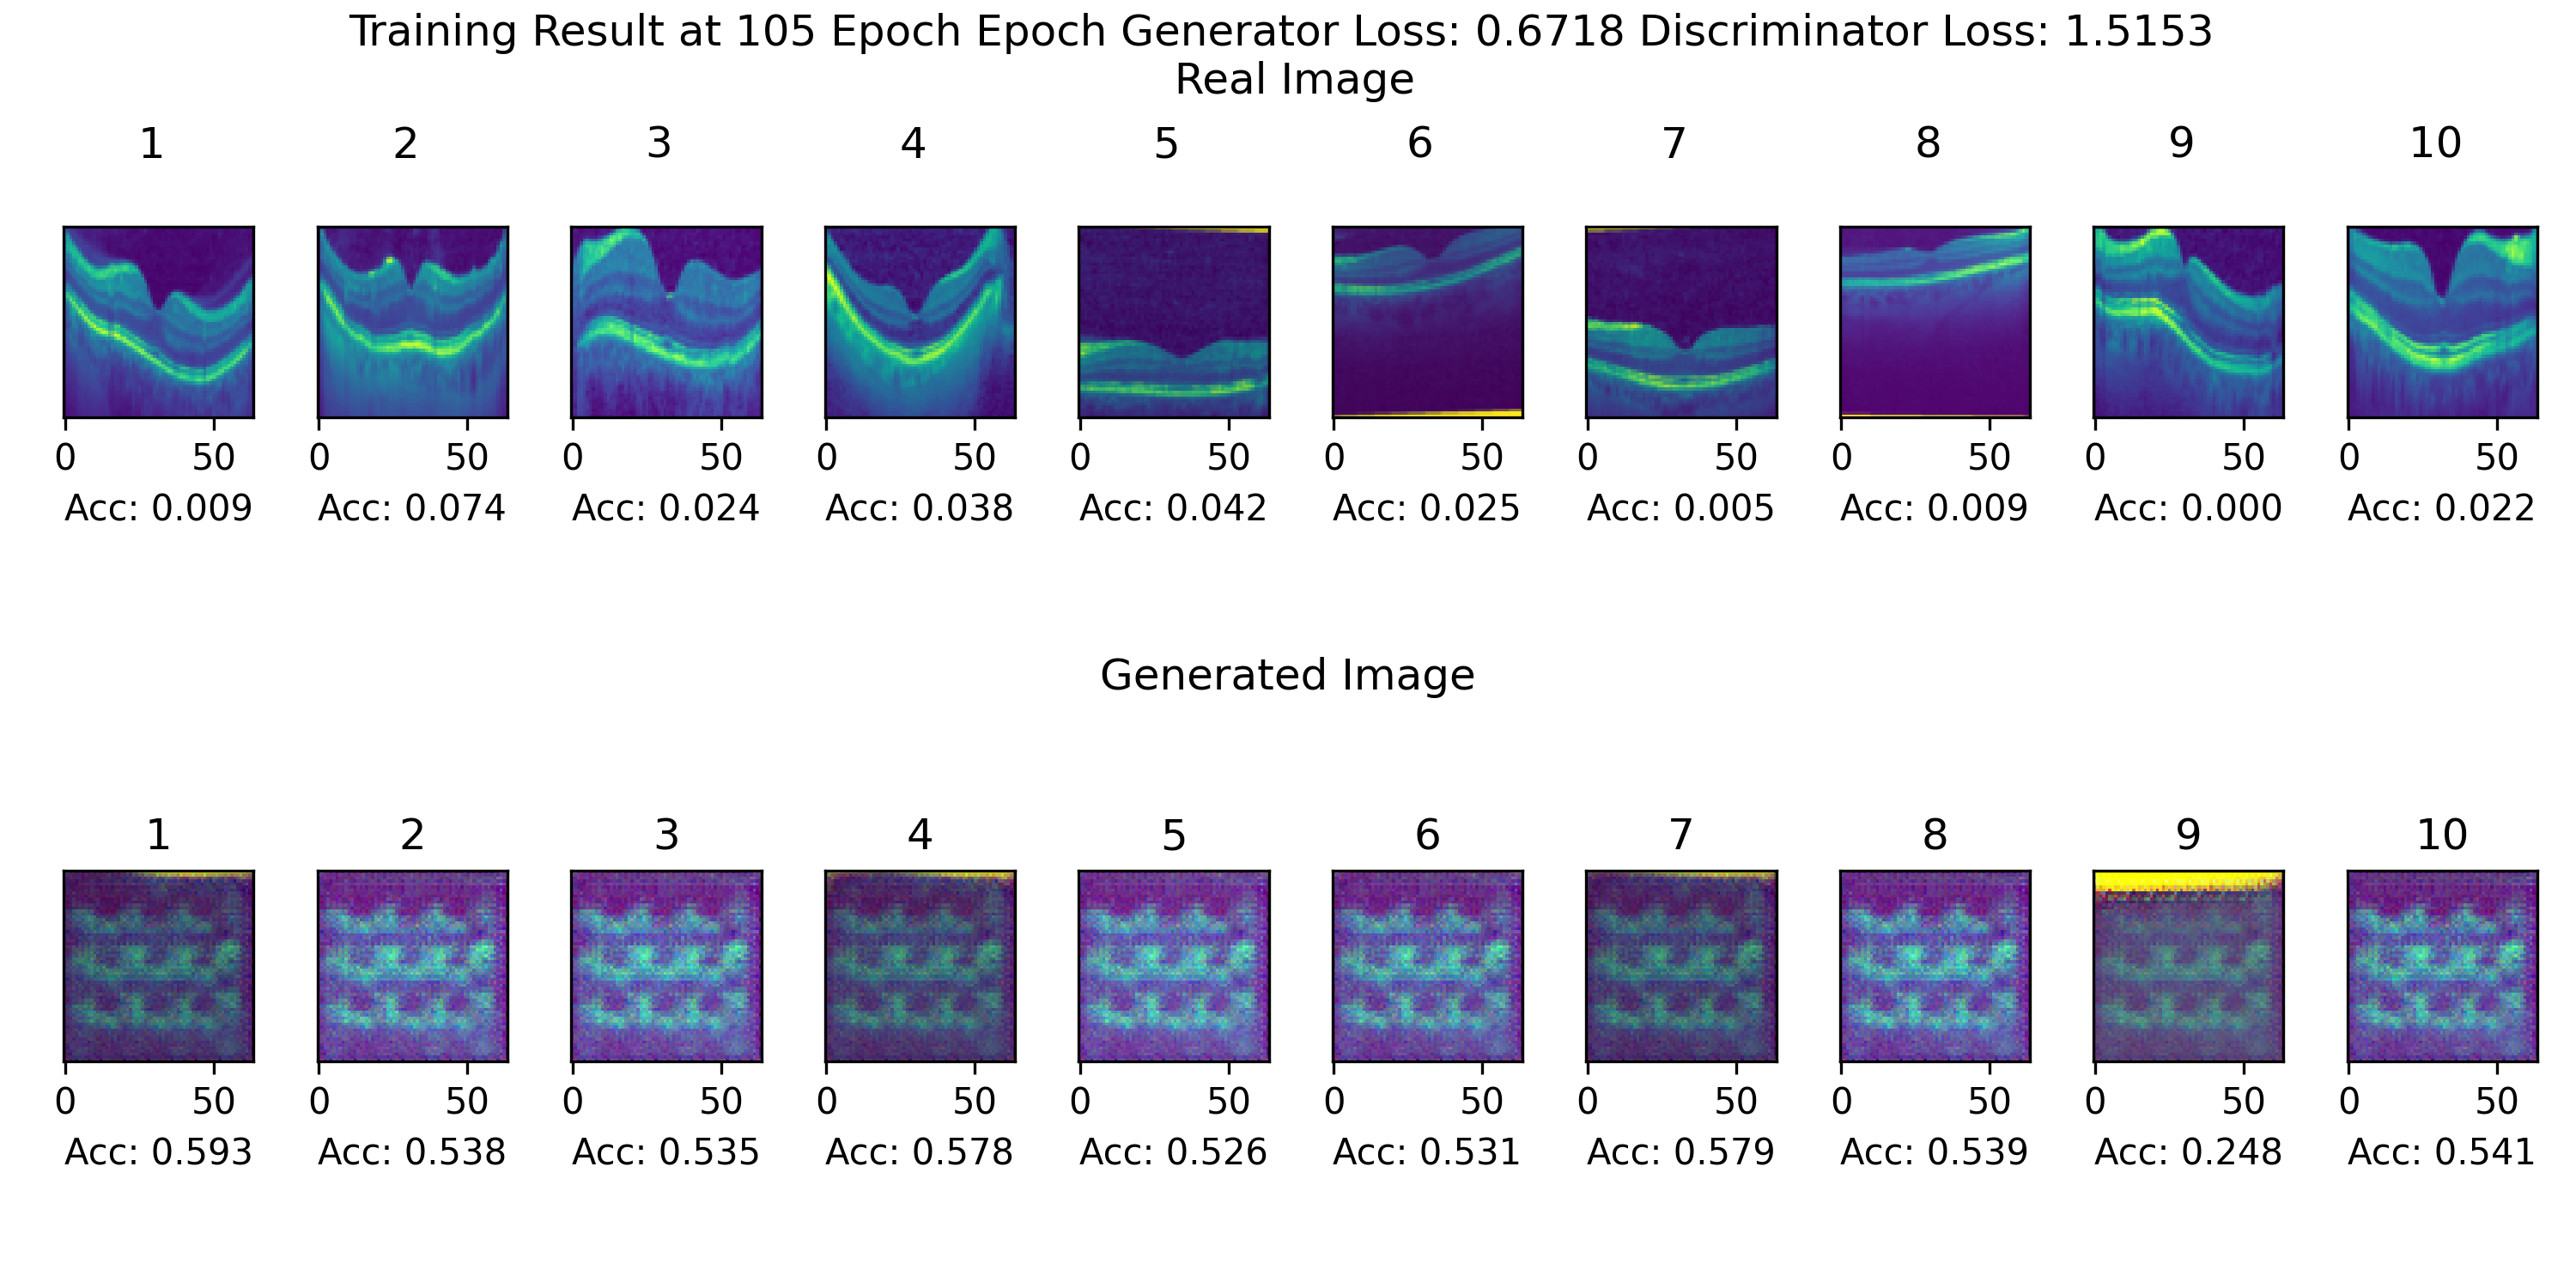 Training Result at 105 Epoch Epoch Generator Loss: 0.6718 Discriminator Loss: 1.5153
Real Image
1 2 3 4 5 6 7 8 9 10
0 50 0 50 0 50 0 50 0 50 0 50 0 50 0 50 0 50 0 50
Acc: 0.009 Acc: 0.074 Acc: 0.024 Acc: 0.038 Acc: 0.042 Acc: 0.025 Acc: 0.005 Acc: 0.009 Acc: 0.000 Acc: 0.022
Generated Image
1 2 3 4 5 6 7 8 9 10
0 50 0 50 0 50 0 50 0 50 0 50 0 50 0 50 0 50 0 50
Acc: 0.593 Acc: 0.538 Acc: 0.535 Acc: 0.578 Acc: 0.526 Acc: 0.531 Acc: 0.579 Acc: 0.539 Acc: 0.248 Acc: 0.541